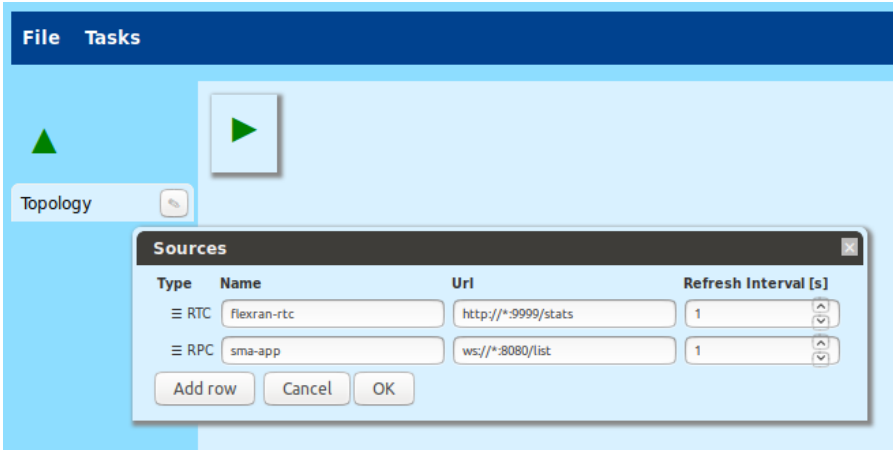 File Tasks
Topology
Sources
Type Name Url Refresh Interval [s]
RTC flexran-rtc http://*:9999/stats 1
RPC sma-app ws://*:8080/list 1
Add row Cancel OK